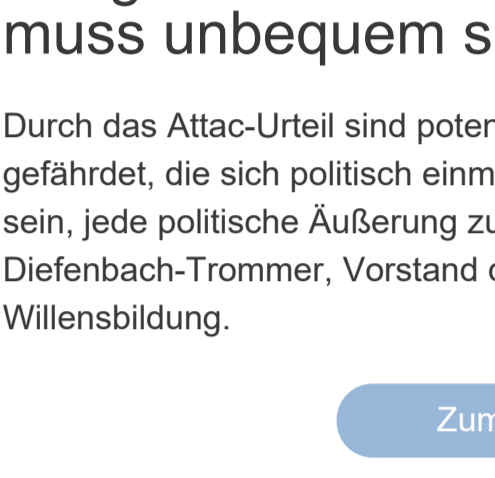 muss unbequem s
Durch das Attac-Urteil sind poten
gefährdet, die sich politisch einm
sein, jede politische Äußerung zu
Diefenbach-Trommer, Vorstand
Willensbildung.
Zum